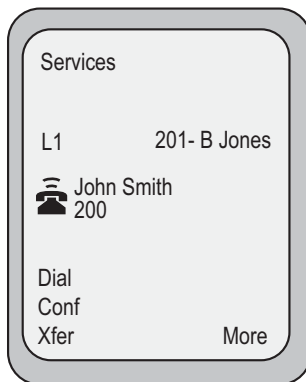 Services
L1 201- B Jones
John Smith
200
Dial
Conf
Xfer More